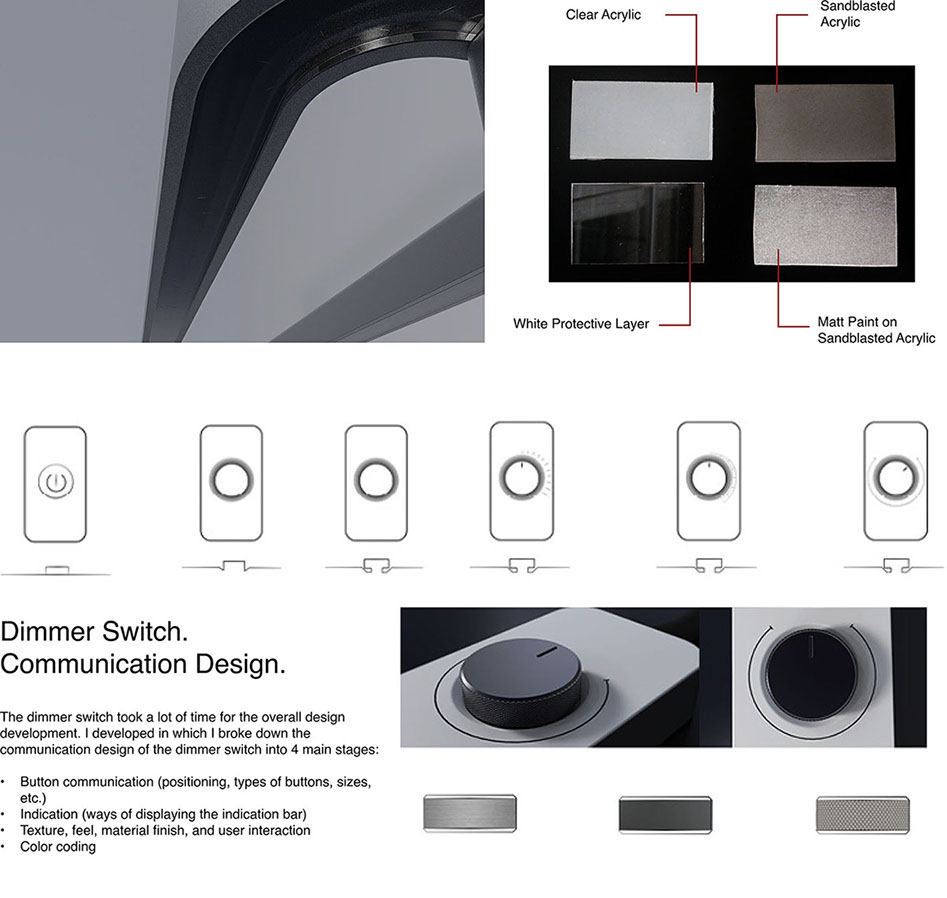 Clear Acrylic
Sandblasted
Acrylic
White Protective Layer
Matt Paint on
Sandblasted Acrylic
Dimmer Switch.
Communication Design.
The dimmer switch took a lot of time for the overall design
development. I developed in which I broke down the
communication design of the dimmer switch into 4 main stages:
• Button communication (positioning, types of buttons, sizes,
etc.)
• Indication (ways of displaying the indication bar)
• Texture, feel, material finish, and user interaction
• Color coding